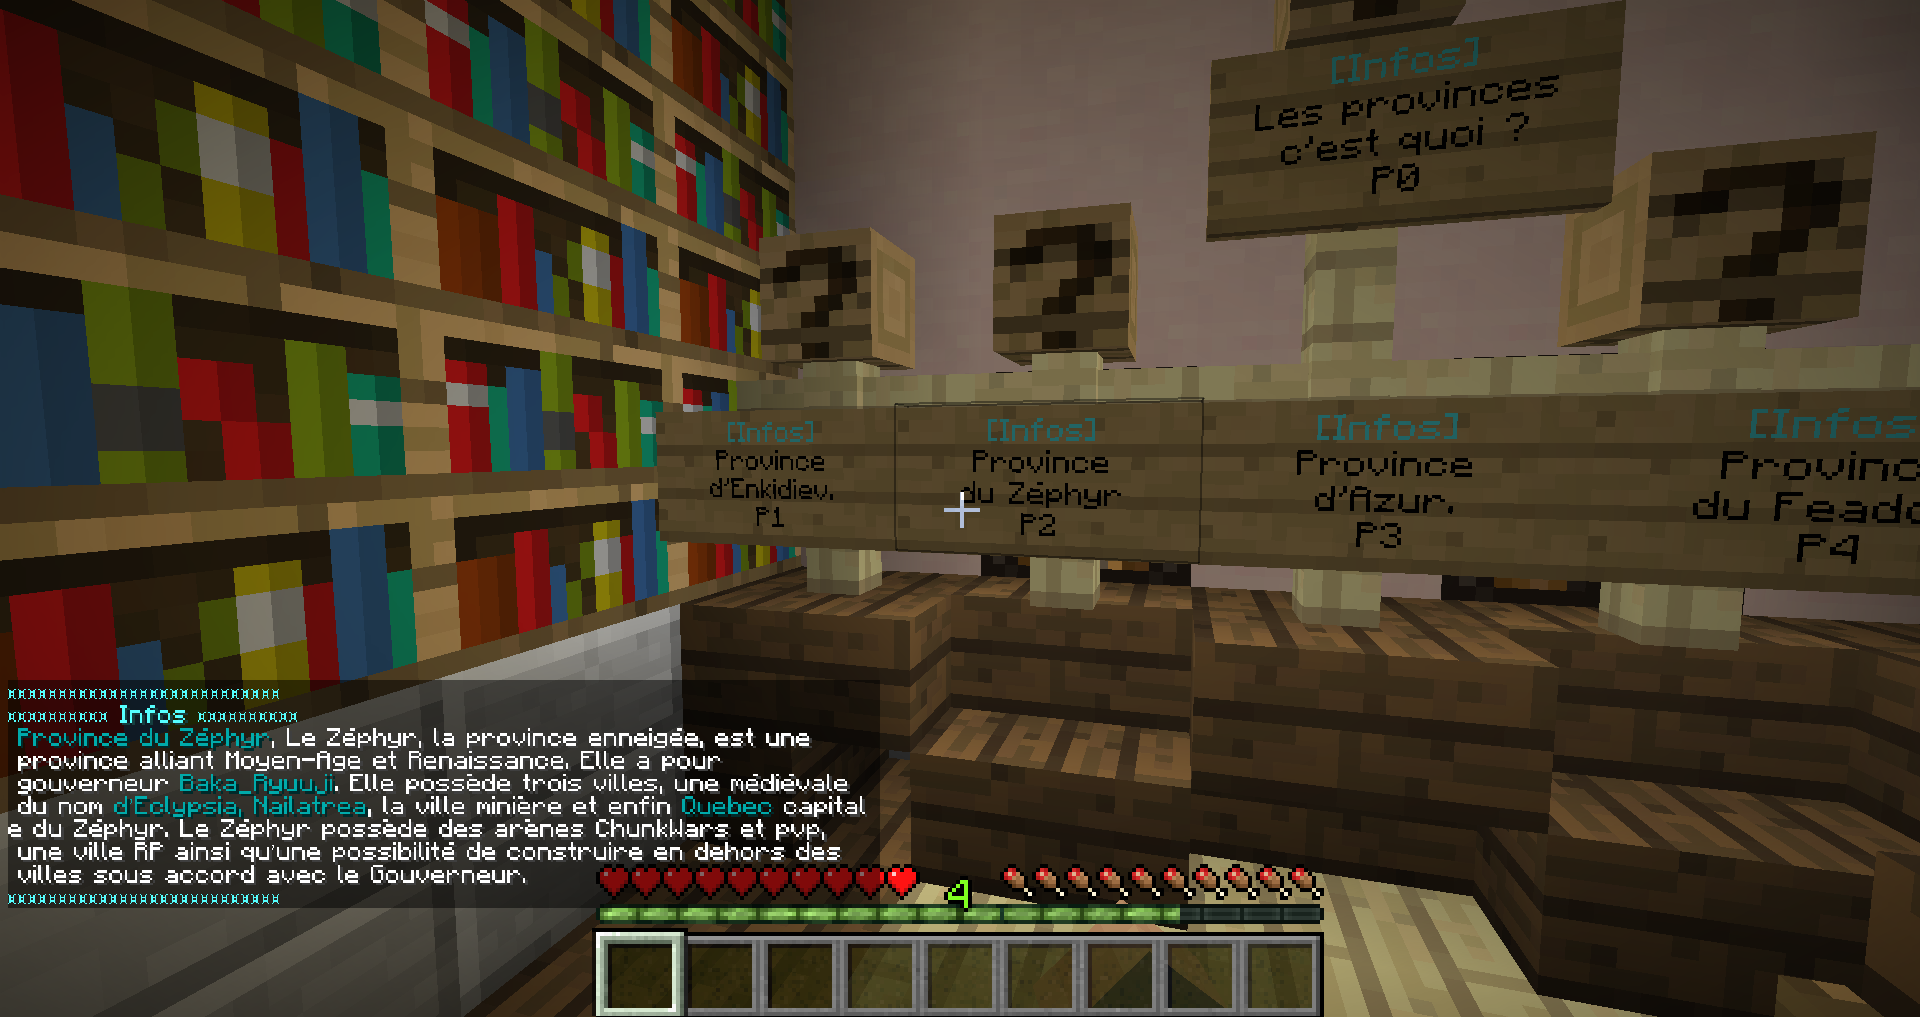 [Infos]
Les provinces
c'est quoi ?
P0
[Infos]
Province
d'Enkidiev.
P1
[Infos]
Province
du Zéphyr
P2
[Infos]
Province
d'Azur.
P3
[Infos
Provinc
du Feado
P4
Infos
Province du Zéphyr, Le Zéphyr, la province enneigée, est une
province alliant Moyen-Age et Renaissance. Elle a pour
gouverneur Baka_Ryuuji. Elle possède trois villes, une médiévale
du nom d'Eclypsia, Nailatrea, la ville minière et enfin Quebec capital
e du Zéphyr. Le Zéphyr possède des arènes ChunkWars et pvp,
une ville RP ainsi qu'une possibilité de construire en dehors des
villes sous accord avec le Gouverneur.
4